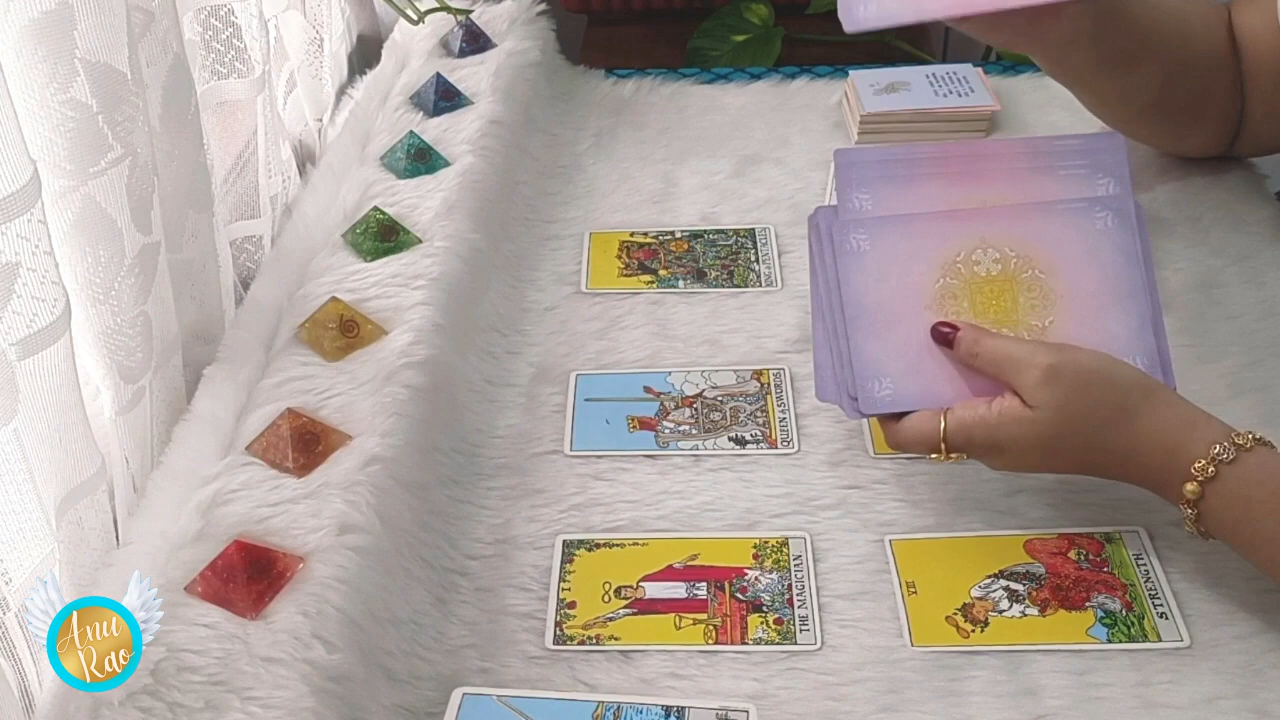 KING of PENTACLES
QUEEN of SWORDS
I
THE MAGICIAN.
VIII
STRENGTH.
Anu
Rao